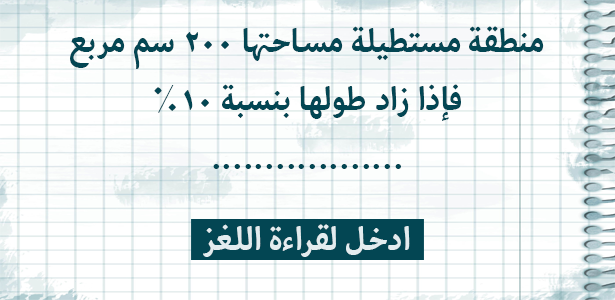 منطقة مستطيلة مساحتها ٢٠٠ سم مربع
فإذا زاد طولها بنسبة ١٠٪
..................
ادخل لقراءة اللغز